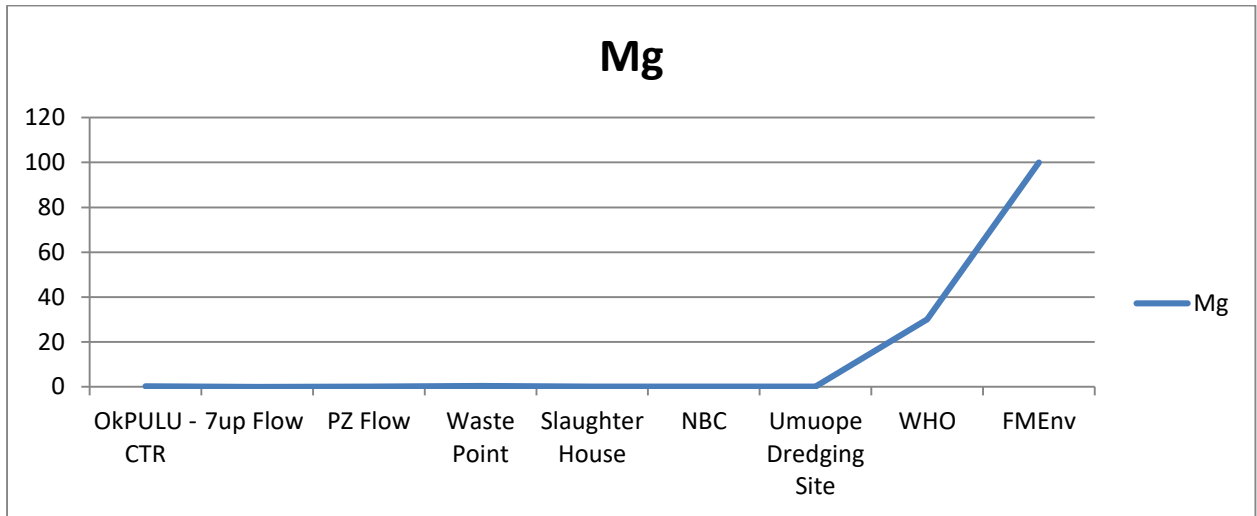 Mg
120
100
80
60
40
20
0
OkPULU - 7up Flow PZ Flow Waste Slaughter NBC Umuope WHO FMEnv
CTR Point House Dredging
Site
Mg